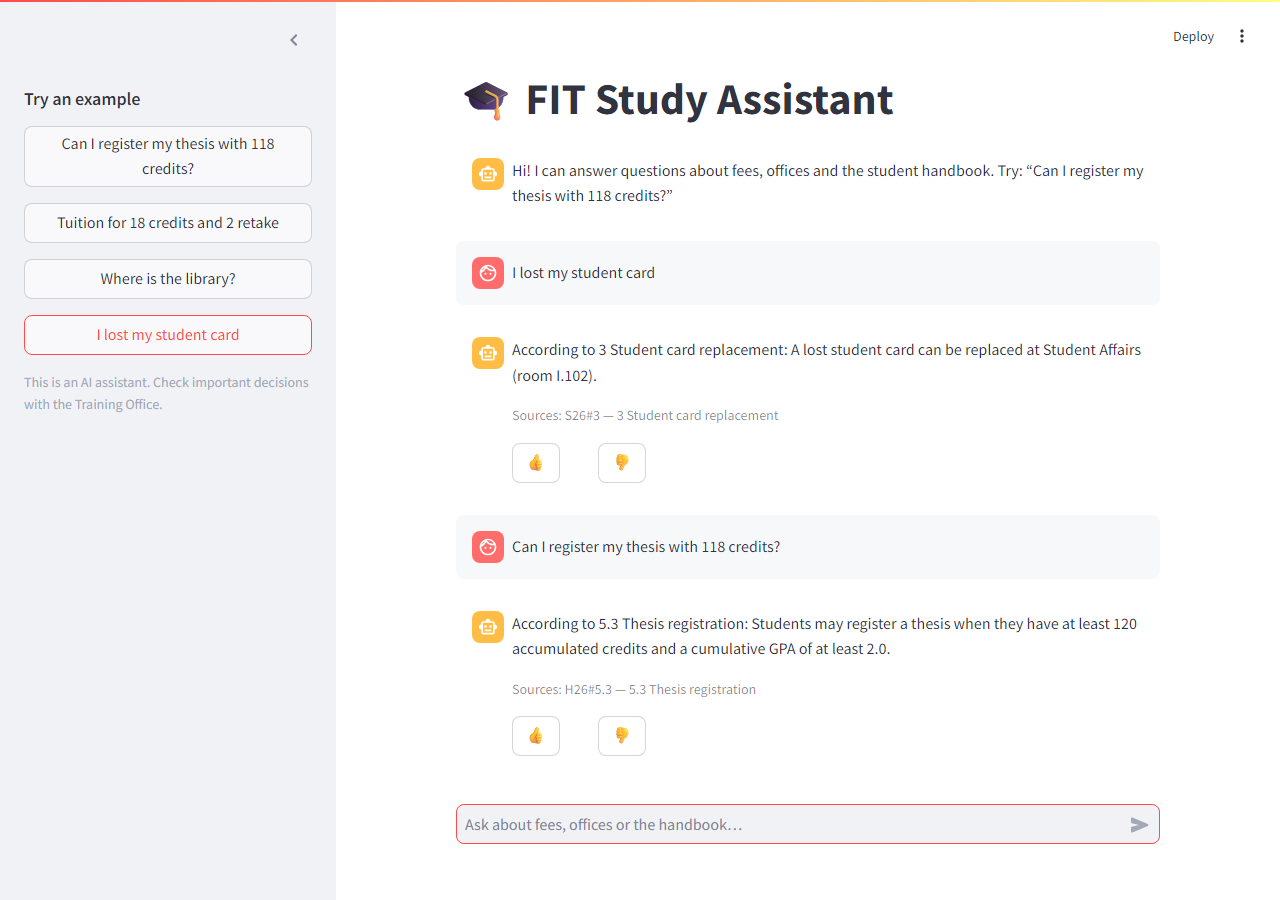 Deploy
Try an example
Can I register my thesis with 118
credits?
Tuition for 18 credits and 2 retake
Where is the library?
I lost my student card
This is an AI assistant. Check important decisions
with the Training Office.
FIT Study Assistant
Hi! I can answer questions about fees, offices and the student handbook. Try: “Can I register my
thesis with 118 credits?”
I lost my student card
According to 3 Student card replacement: A lost student card can be replaced at Student Affairs
(room I.102).
Sources: S26#3 — 3 Student card replacement
Can I register my thesis with 118 credits?
According to 5.3 Thesis registration: Students may register a thesis when they have at least 120
accumulated credits and a cumulative GPA of at least 2.0.
Sources: H26#5.3 — 5.3 Thesis registration
Ask about fees, offices or the handbook…